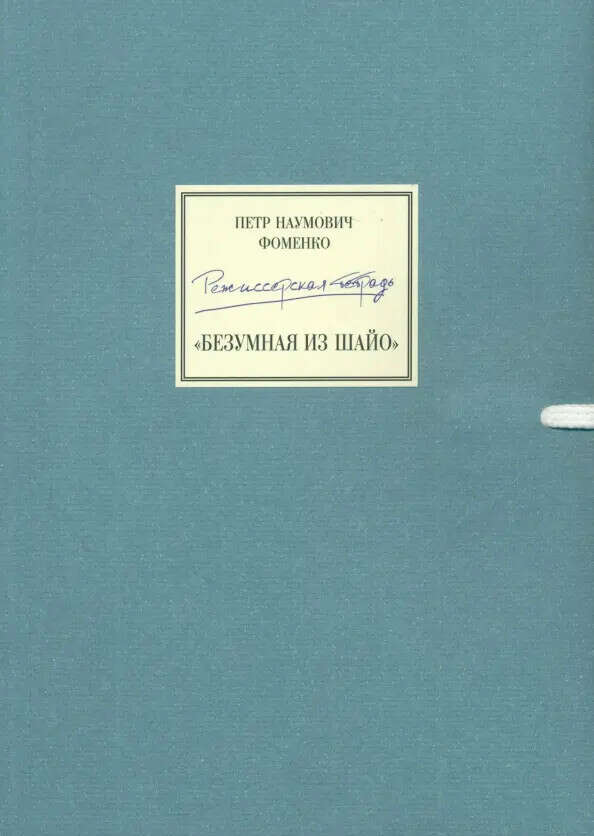 ПЕТР НАУМОВИЧ
ФОМЕНКО
Режиссерская тетрадь
«БЕЗУМНАЯ ИЗ ШАЙО»